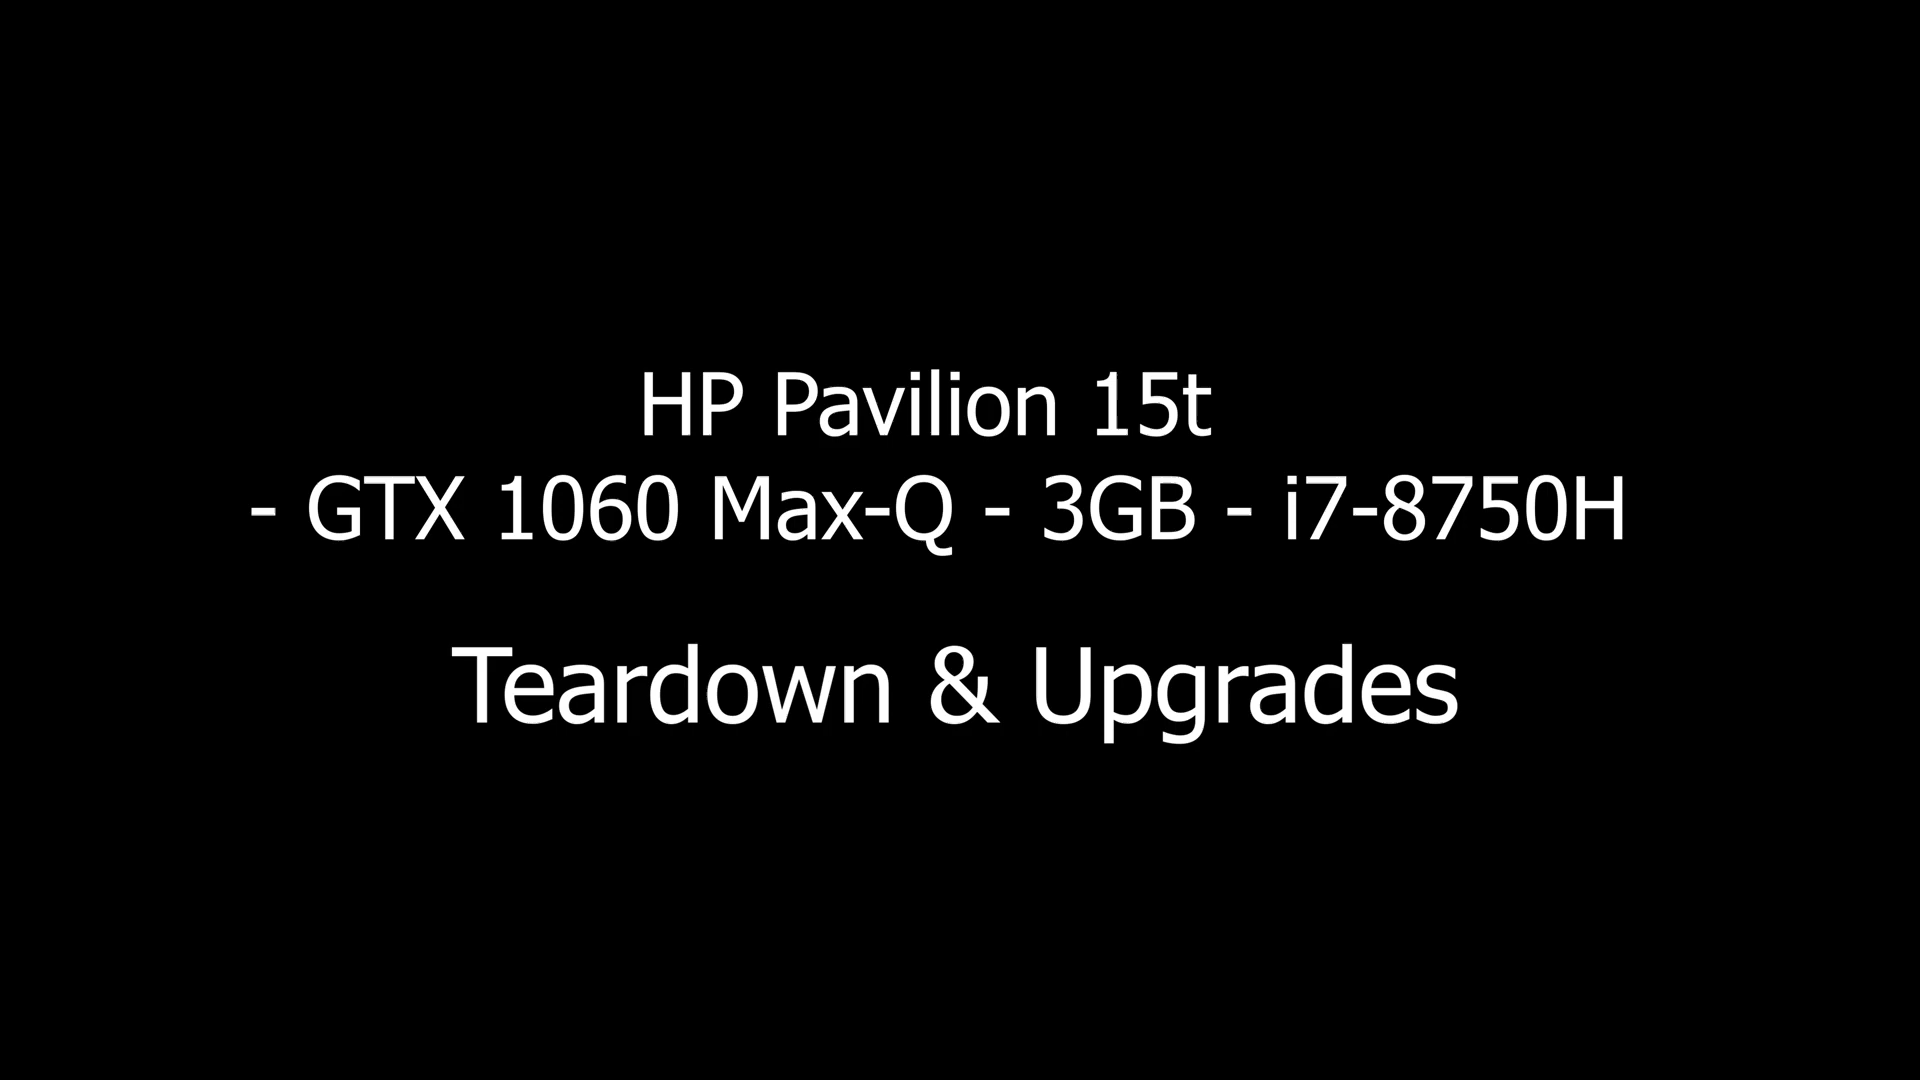 HP Pavilion 15t
- GTX 1060 Max-Q - 3GB - i7-8750H
Teardown & Upgrades